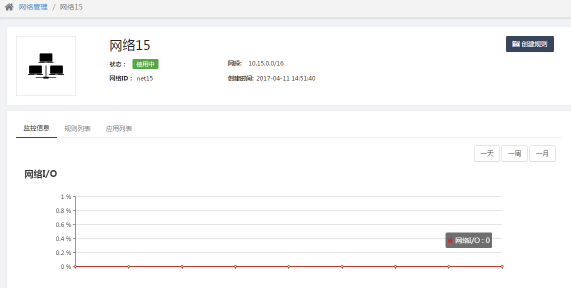 网络管理 / 网络15
网络15
创建规则
状态： 使用中 网段: 10.15.0.0/16
网络ID： net15 创建时间: 2017-04-11 14:51:40
监控信息 规则列表 应用列表
一天 一周 一月
网络I/O
1 %
0.8 %
0.6 %
0.4 %
0.2 %
0 %
网络I/O : 0